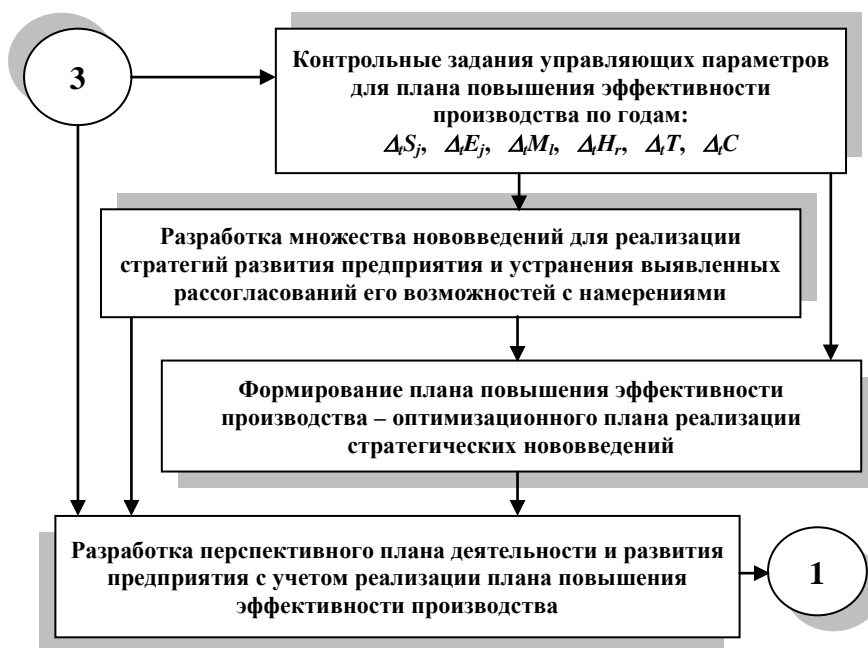 3
Контрольные задания управляющих параметров
для плана повышения эффективности
производства по годам:
ΔₜSⱼ, ΔₜEⱼ, ΔₜMₗ, ΔₜHᵣ, ΔₜT, ΔₜC
Разработка множества нововведений для реализации
стратегий развития предприятия и устранения выявленных
рассогласований его возможностей с намерениями
Формирование плана повышения эффективности
производства – оптимизационного плана реализации
стратегических нововведений
Разработка перспективного плана деятельности и развития
предприятия с учетом реализации плана повышения
эффективности производства
1